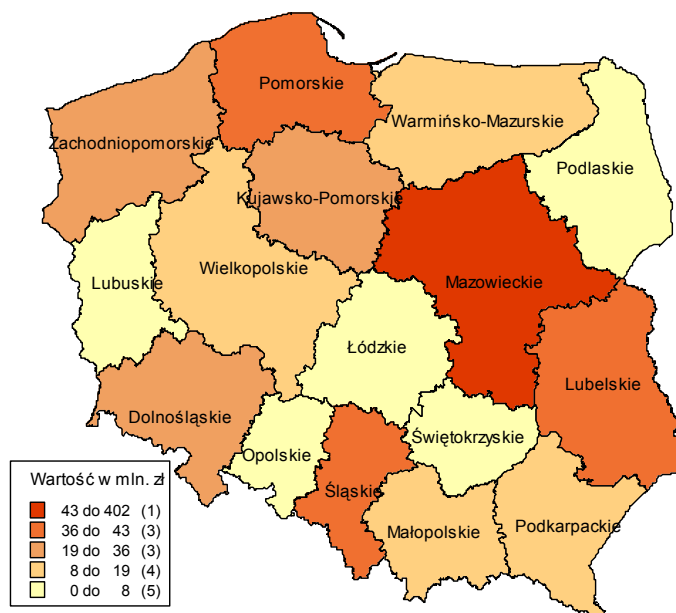 Pomorskie
Warmińsko-Mazurskie
Zachodniopomorskie
Podlaskie
Kujawsko-Pomorskie
Wielkopolskie
Lubuskie
Mazowieckie
Łódzkie
Lubelskie
Dolnośląskie
Świętokrzyskie
Opolskie
Śląskie
Małopolskie
Podkarpackie
Wartość w mln. zł
43 do 402 (1)
36 do 43 (3)
19 do 36 (3)
8 do 19 (4)
0 do 8 (5)